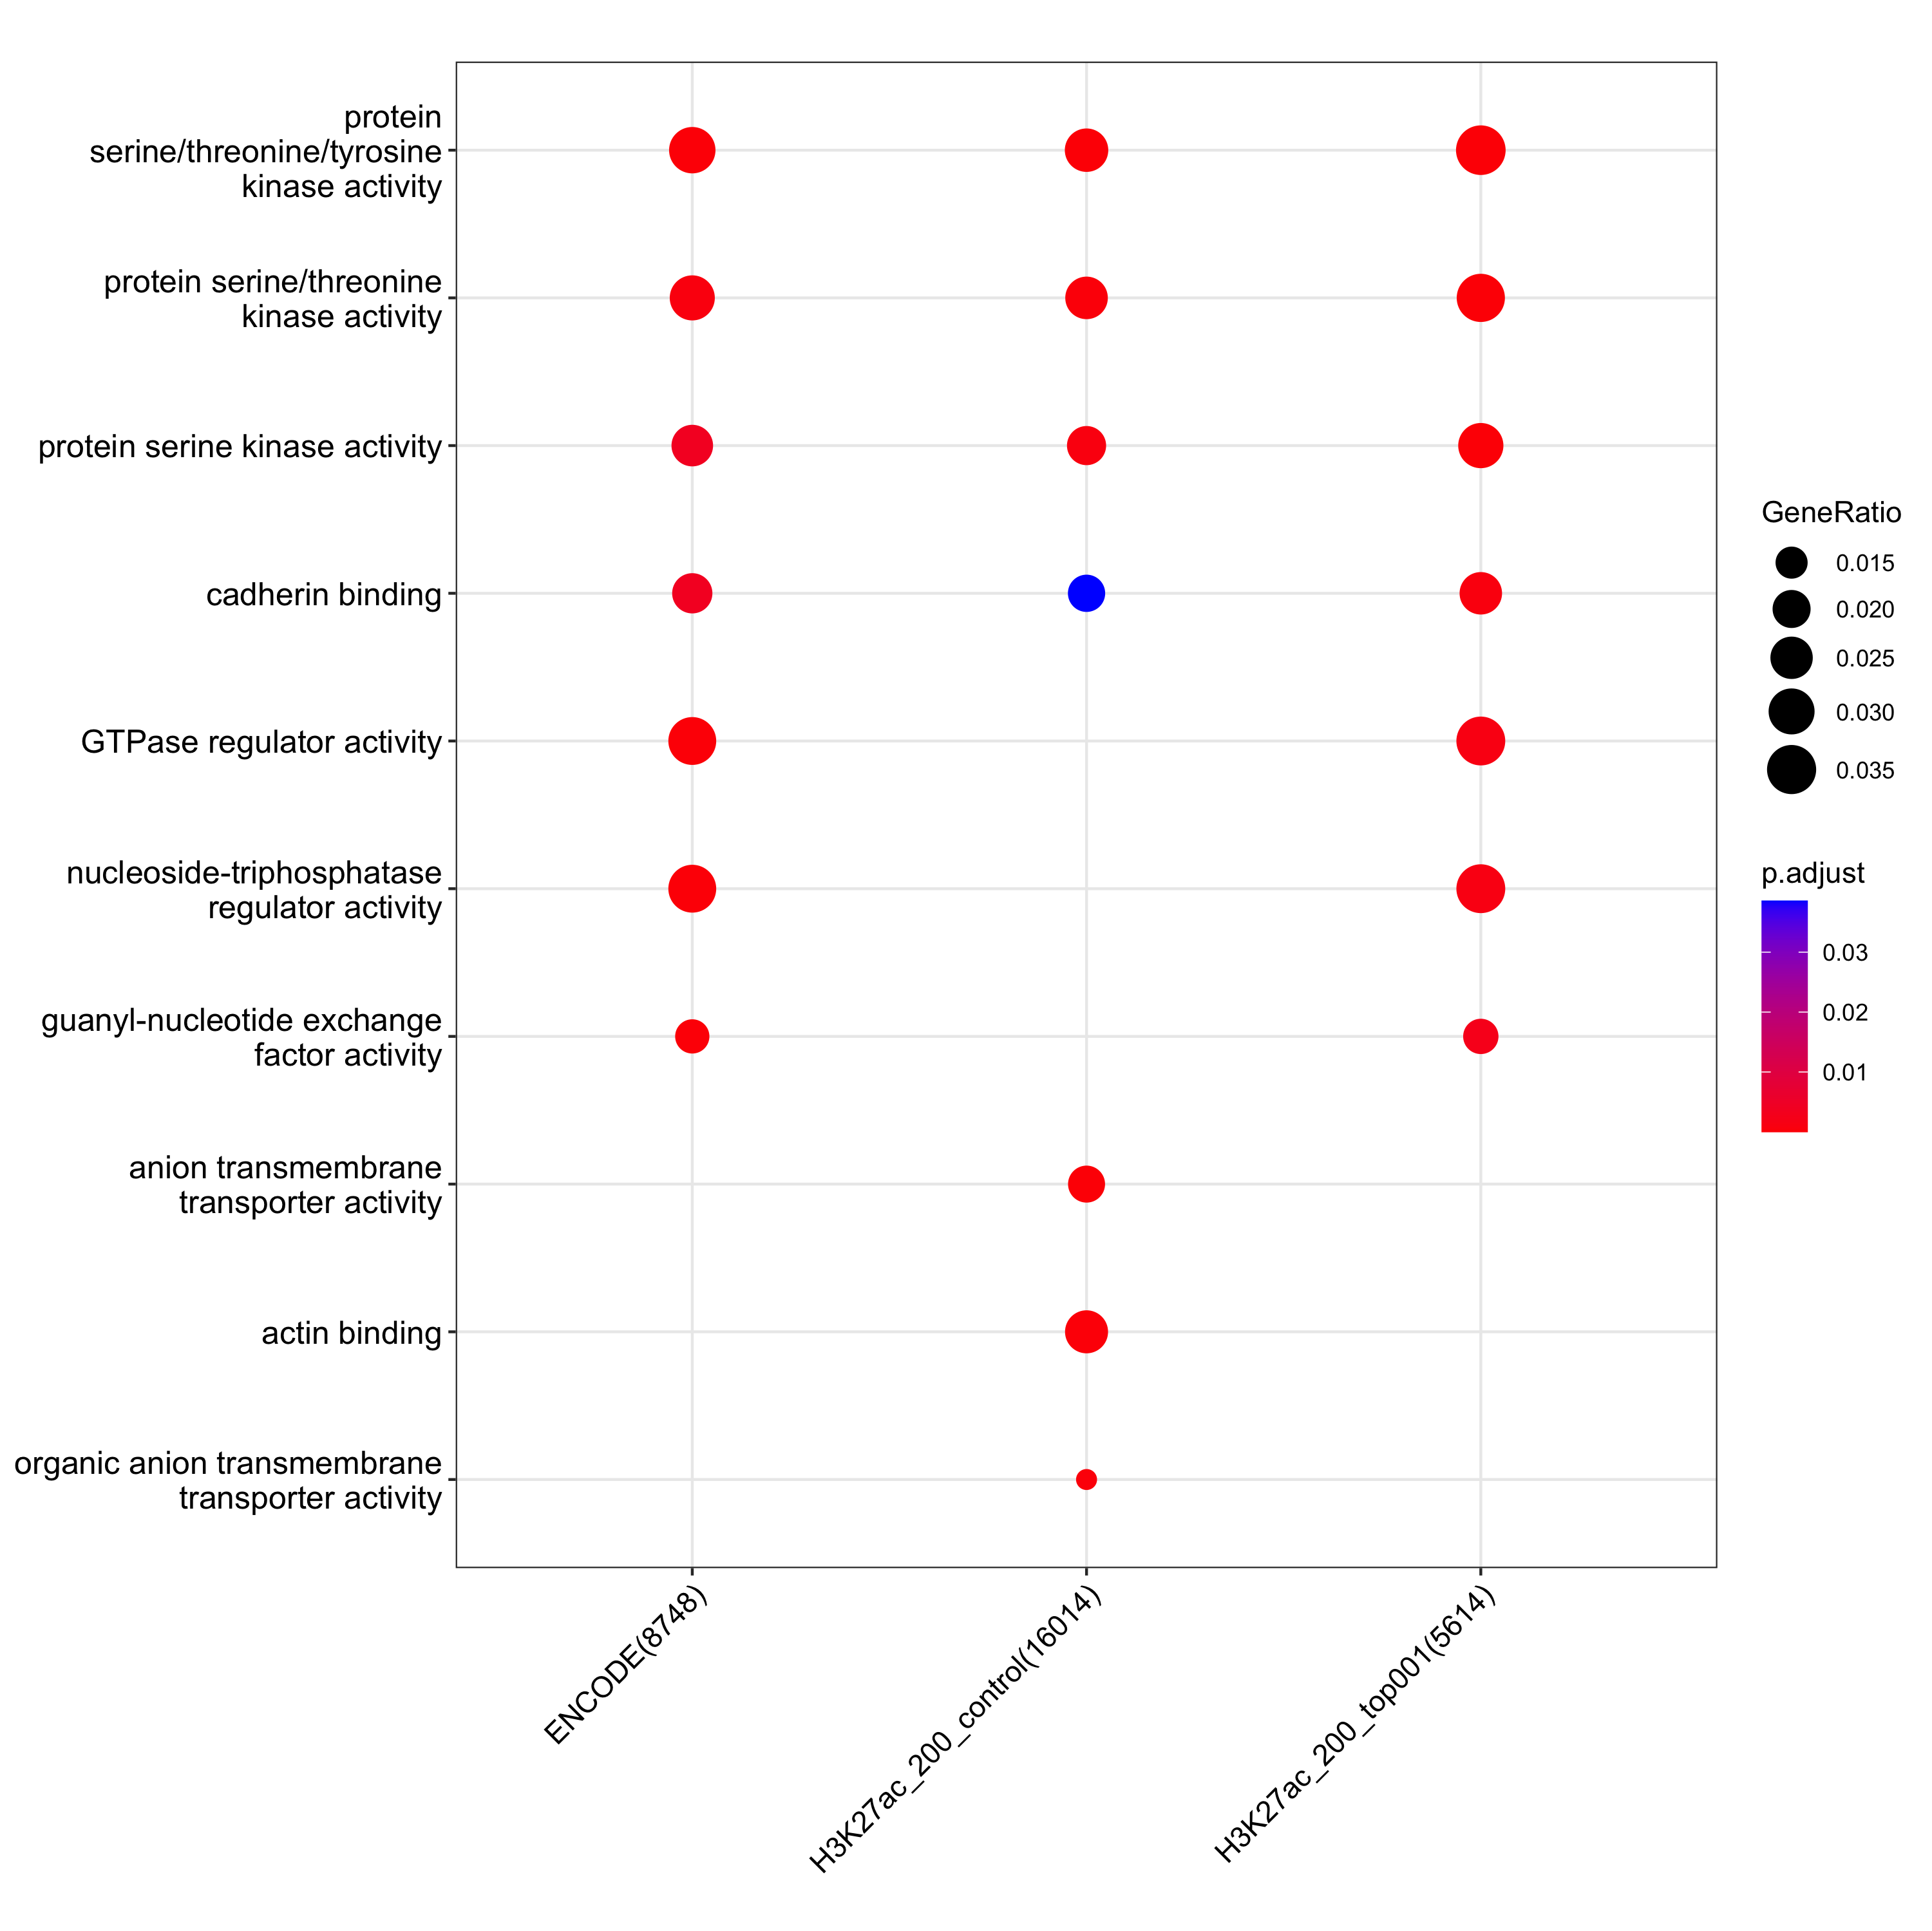 protein
serine/threonine/tyrosine
kinase activity
protein serine/threonine
kinase activity
protein serine kinase activity
cadherin binding
GTPase regulator activity
nucleoside-triphosphatase
regulator activity
guanyl-nucleotide exchange
factor activity
anion transmembrane
transporter activity
actin binding
organic anion transmembrane
transporter activity
ENCODE(8748)
H3K27ac_200_control(16014)
H3K27ac_200_top001(5614)
GeneRatio
0.015
0.020
0.025
0.030
0.035
p.adjust
0.03
0.02
0.01